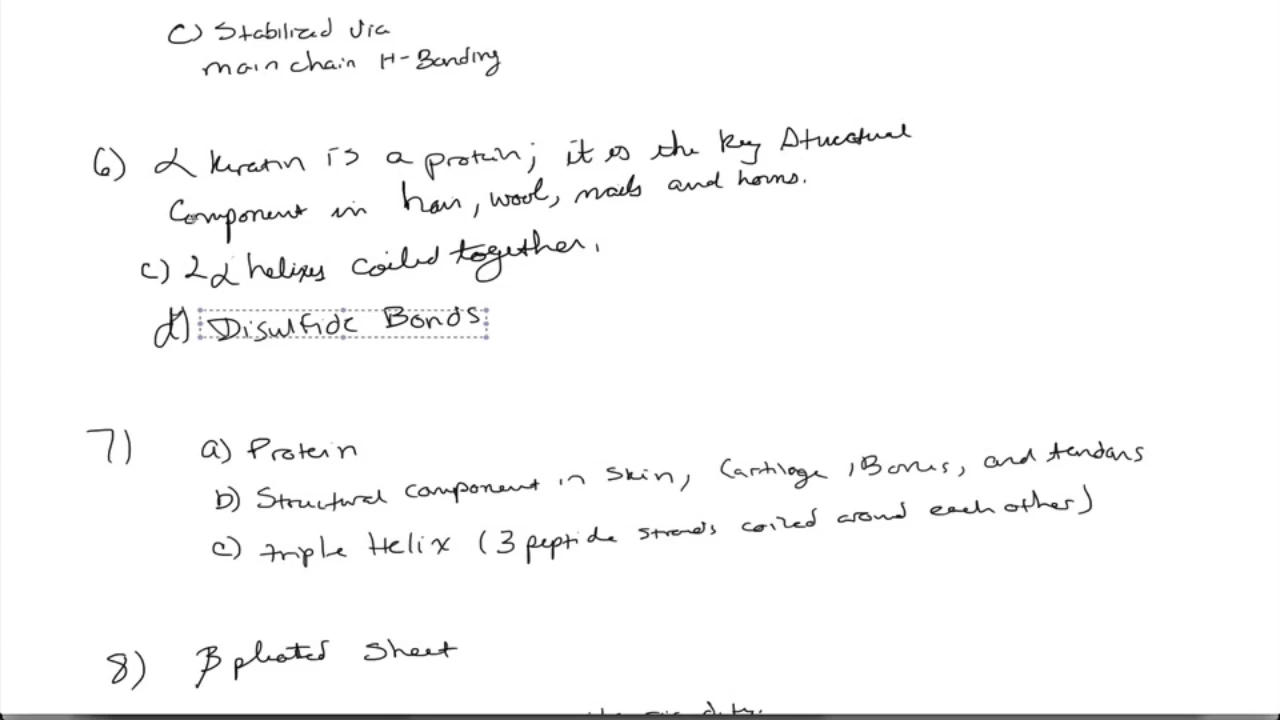 c) Stabilized via
main chain H-Bonding
6) α Keratin is a protein; it is the key structural
component in hair, wool, nails and horns.
c) 2 α helixes coiled together.
d) Disulfide Bonds
7) a) Protein
b) Structural component in skin, Cartilage, Bones, and tendons
c) triple Helix (3 peptide strands coiled around each other)
8) β pleated sheet